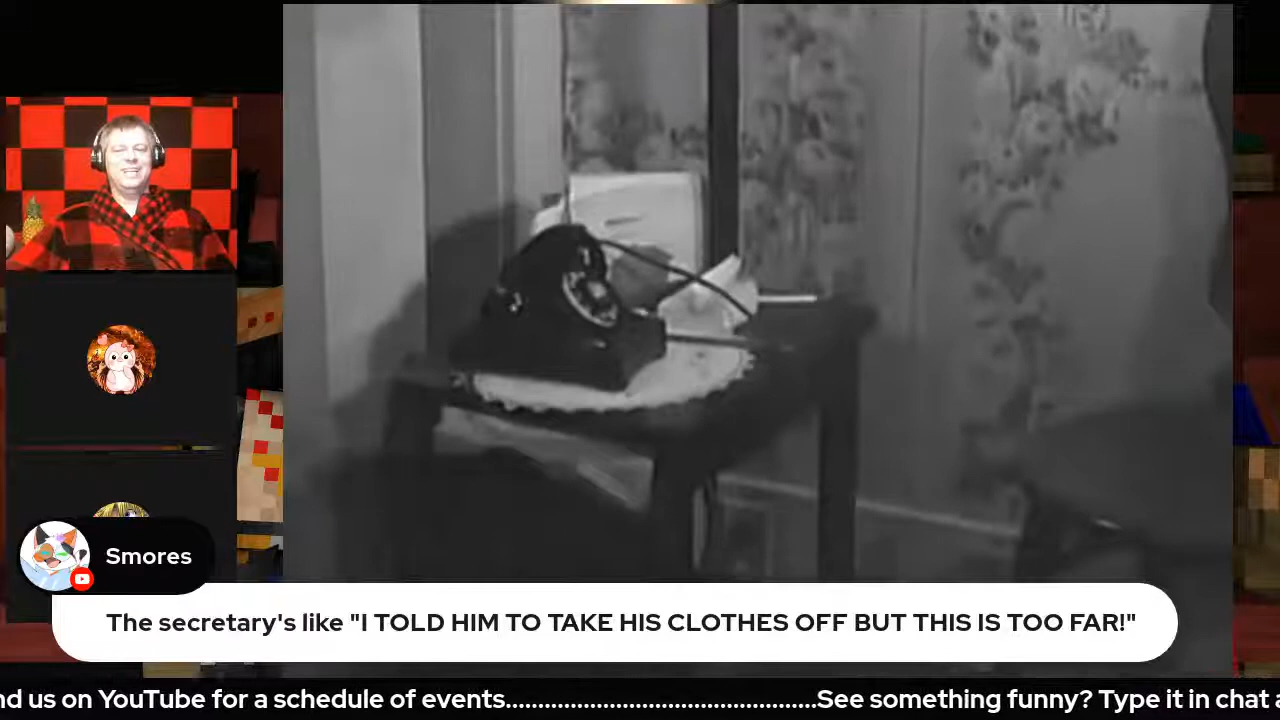 Smores
The secretary's like "I TOLD HIM TO TAKE HIS CLOTHES OFF BUT THIS IS TOO FAR!"
us on YouTube for a schedule of events..................................................See something funny? Type it in chat